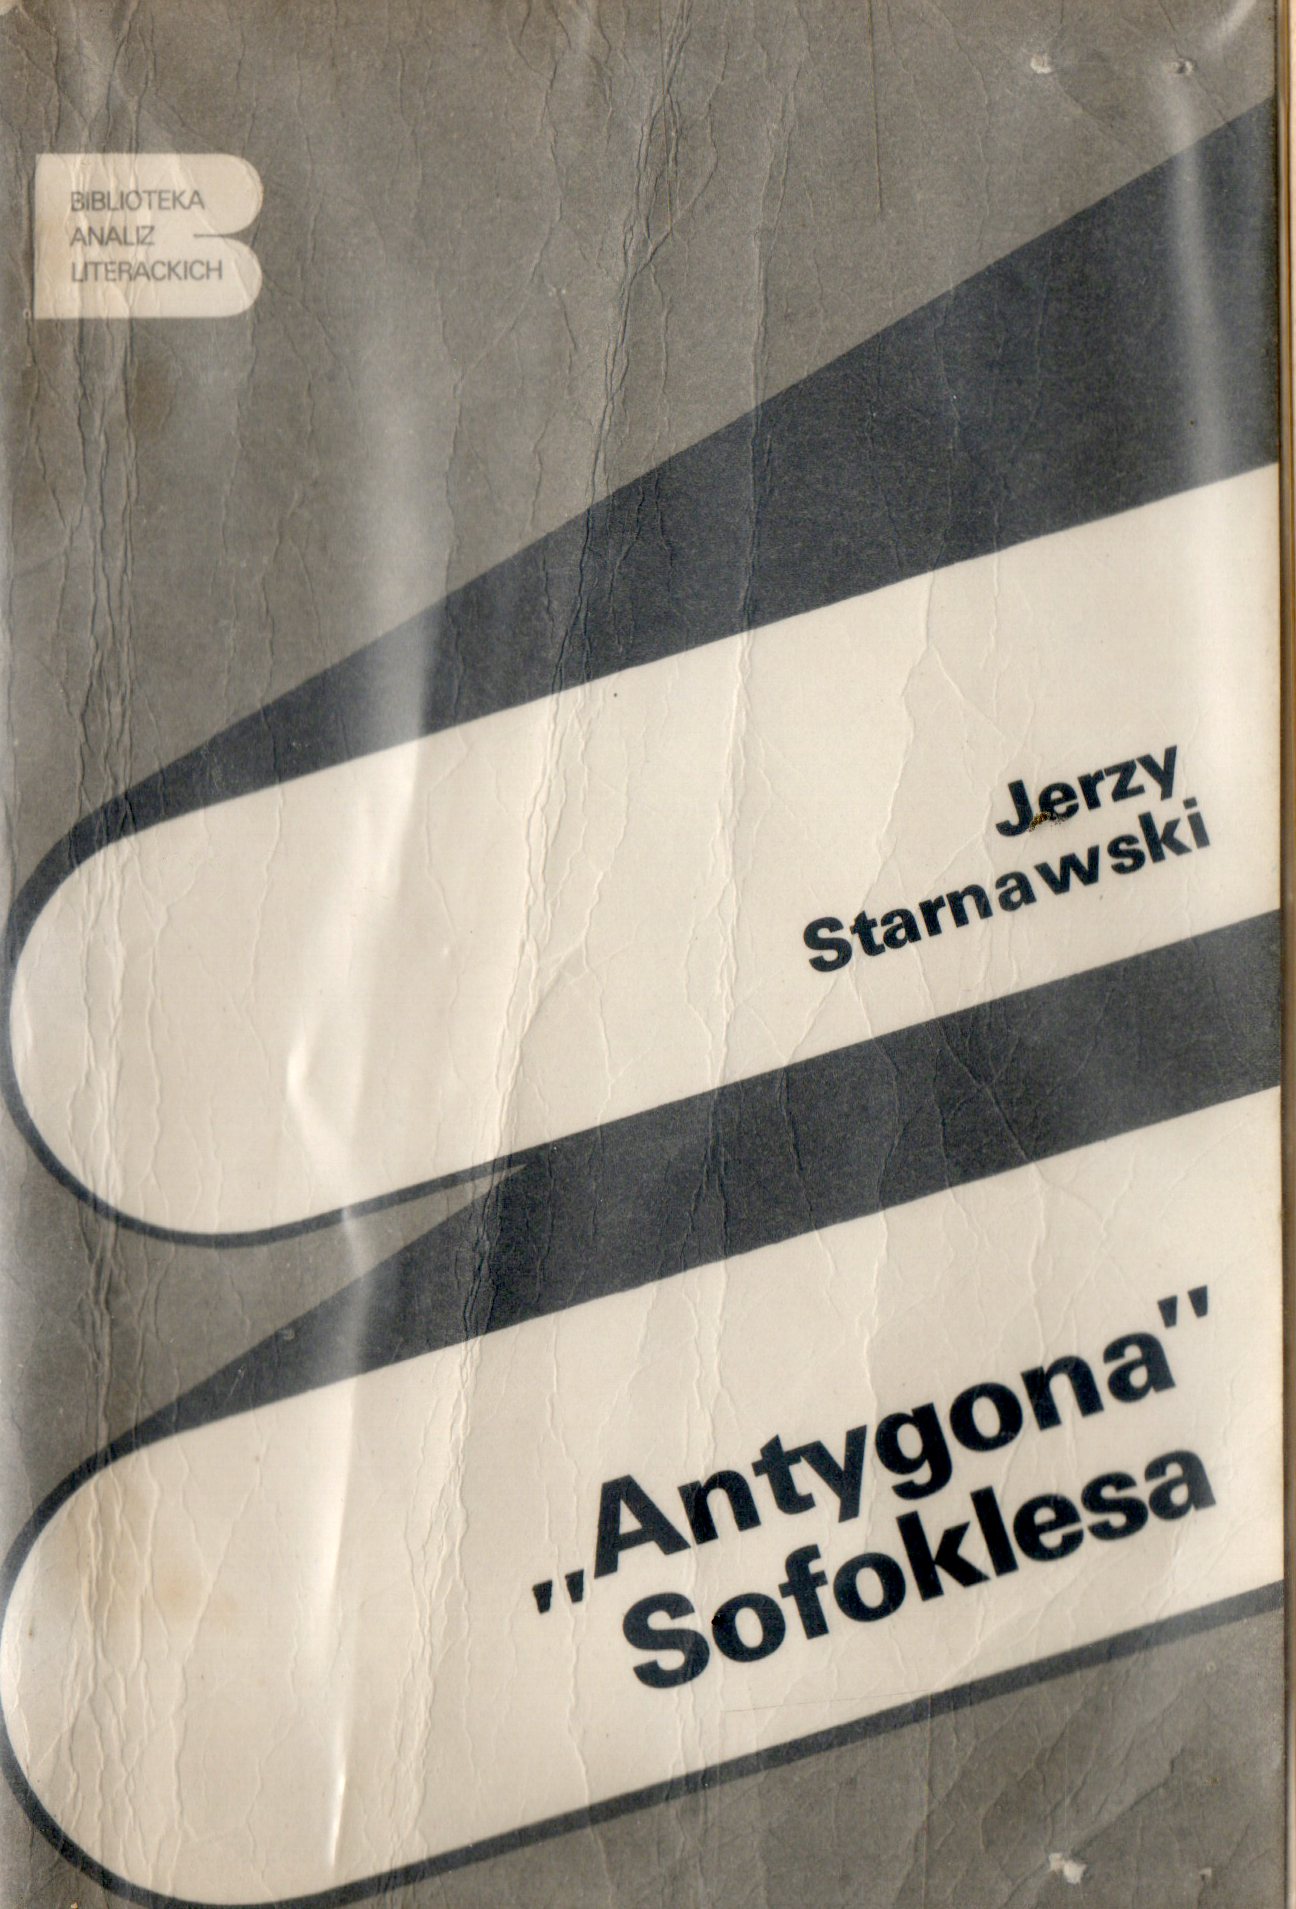 BIBLIOTEKA
ANALIZ
LITERACKICH
Jerzy
Starnawski
"Antygona"
Sofoklesa